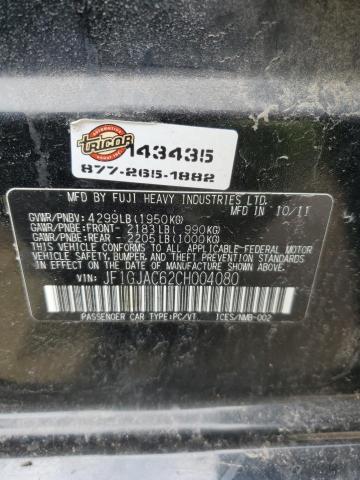 AUTOMOTIVE
TRICOR
GROUP, INC.
143435
877-265-1882
MFD BY FUJI HEAVY INDUSTRIES LTD.
MFD IN 10/11
GVWR/PNBV: 4299LB(1950KG)
GAWR/PNBE:FRONT- 2183LB( 990KG)
GAWR/PNBE:REAR - 2205LB(1000KG)
THIS VEHICLE CONFORMS TO ALL APPLICABLE FEDERAL MOTOR
VEHICLE SAFETY, BUMPER, AND THEFT PREVENTION STANDARDS
IN EFFECT ON THE DATE OF MANUFACTURE SHOWN ABOVE.
VIN: JF1GJAC62CH004080
PASSENGER CAR TYPE:PC/VT. ICES/NMB-002